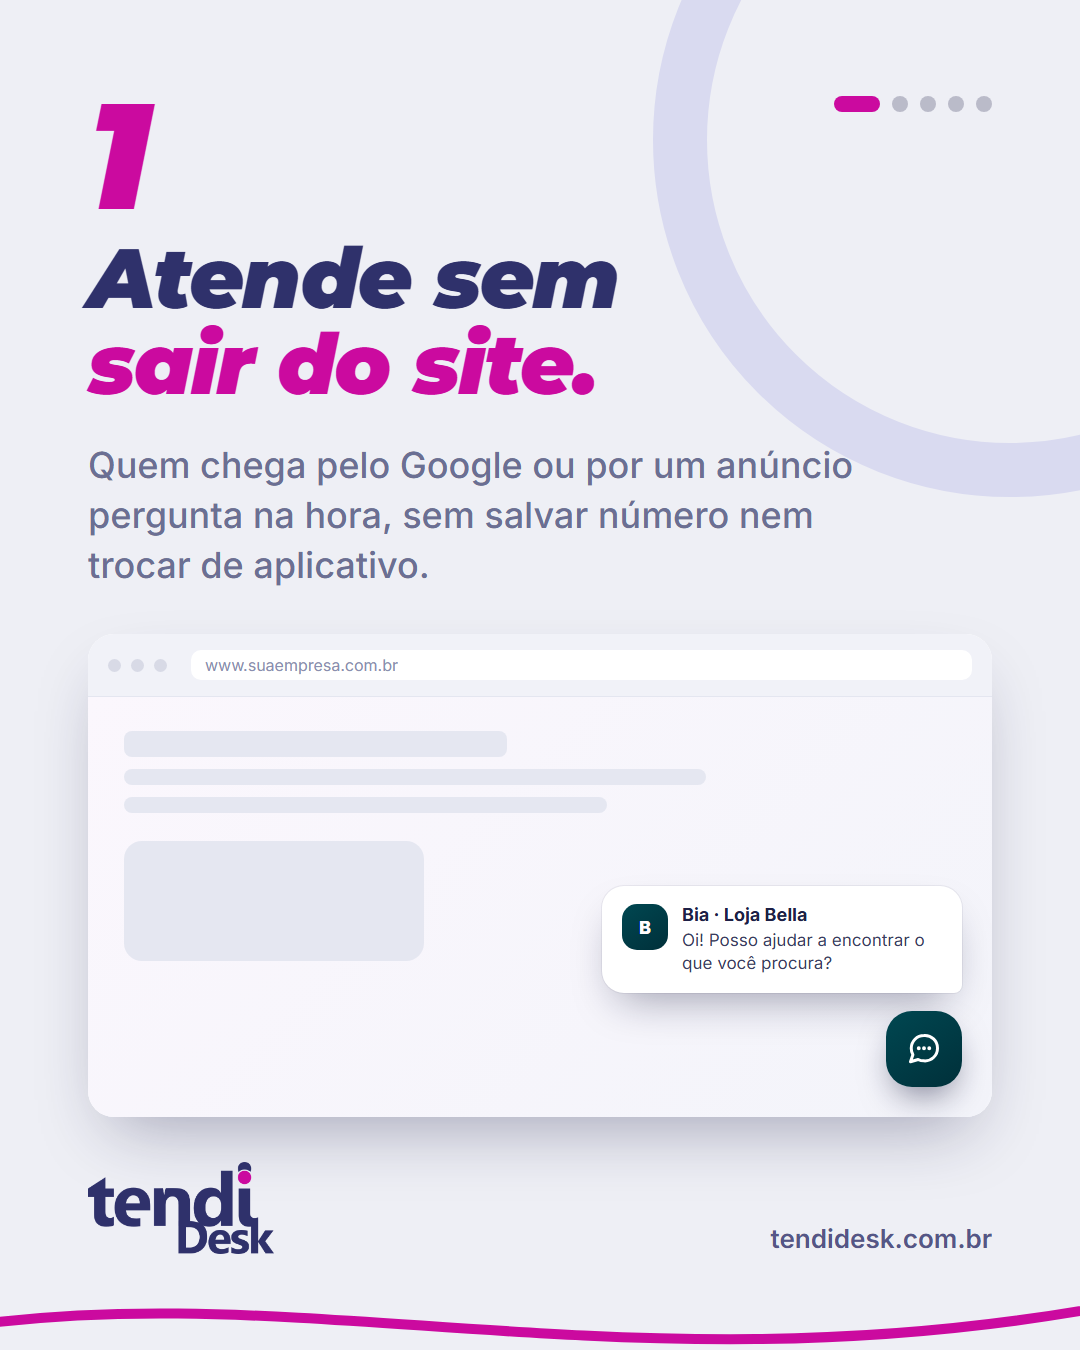 1
Atende sem
sair do site.
Quem chega pelo Google ou por um anúncio
pergunta na hora, sem salvar número nem
trocar de aplicativo.
www.suaempresa.com.br
B
Bia · Loja Bella
Oi! Posso ajudar a encontrar o
que você procura?
tendi
Desk
tendidesk.com.br